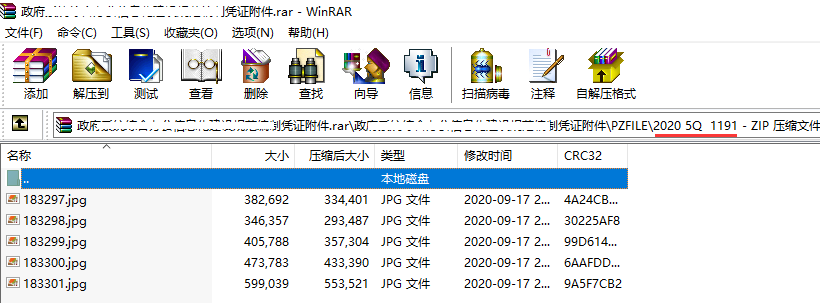 政府 凭证附件.rar - WinRAR
文件(F) 命令(C) 工具(S) 收藏夹(O) 选项(N) 帮助(H)
添加 解压到 测试 查看 删除 查找 向导 信息 扫描病毒 注释 自解压格式
凭证附件.rar\政府 凭证附件\PZFILE\2020 5Q 1191 - ZIP 压缩文件
名称 大小 压缩后大小 类型 修改时间 CRC32
.. 本地磁盘
183297.jpg 382,692 334,401 JPG 文件 2020-09-17 2... 4A24CB...
183298.jpg 346,357 293,487 JPG 文件 2020-09-17 2... 30225AF8
183299.jpg 405,788 357,304 JPG 文件 2020-09-17 2... 99D614...
183300.jpg 473,783 433,390 JPG 文件 2020-09-17 2... 6AAFDD...
183301.jpg 599,039 553,521 JPG 文件 2020-09-17 2... 9A5F7CB2